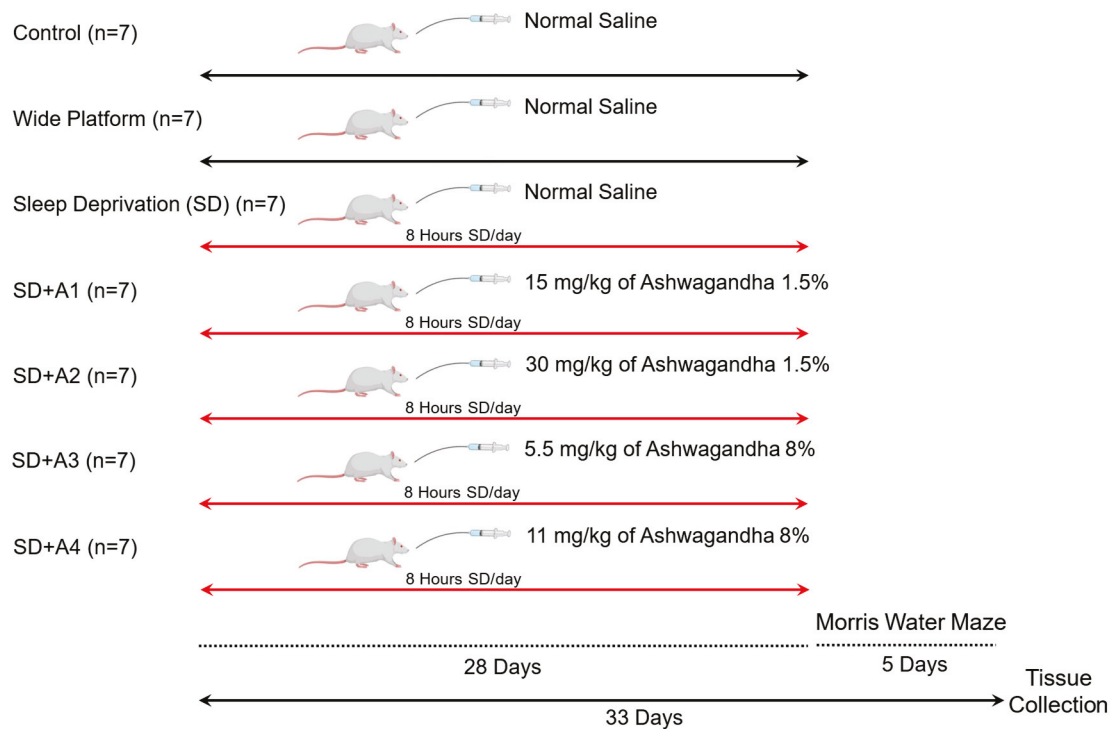 Control (n=7)
Normal Saline
Wide Platform (n=7)
Normal Saline
Sleep Deprivation (SD) (n=7)
Normal Saline
8 Hours SD/day
SD+A1 (n=7)
15 mg/kg of Ashwagandha 1.5%
8 Hours SD/day
SD+A2 (n=7)
30 mg/kg of Ashwagandha 1.5%
8 Hours SD/day
SD+A3 (n=7)
5.5 mg/kg of Ashwagandha 8%
8 Hours SD/day
SD+A4 (n=7)
11 mg/kg of Ashwagandha 8%
8 Hours SD/day
Morris Water Maze
28 Days
5 Days
Tissue
Collection
33 Days